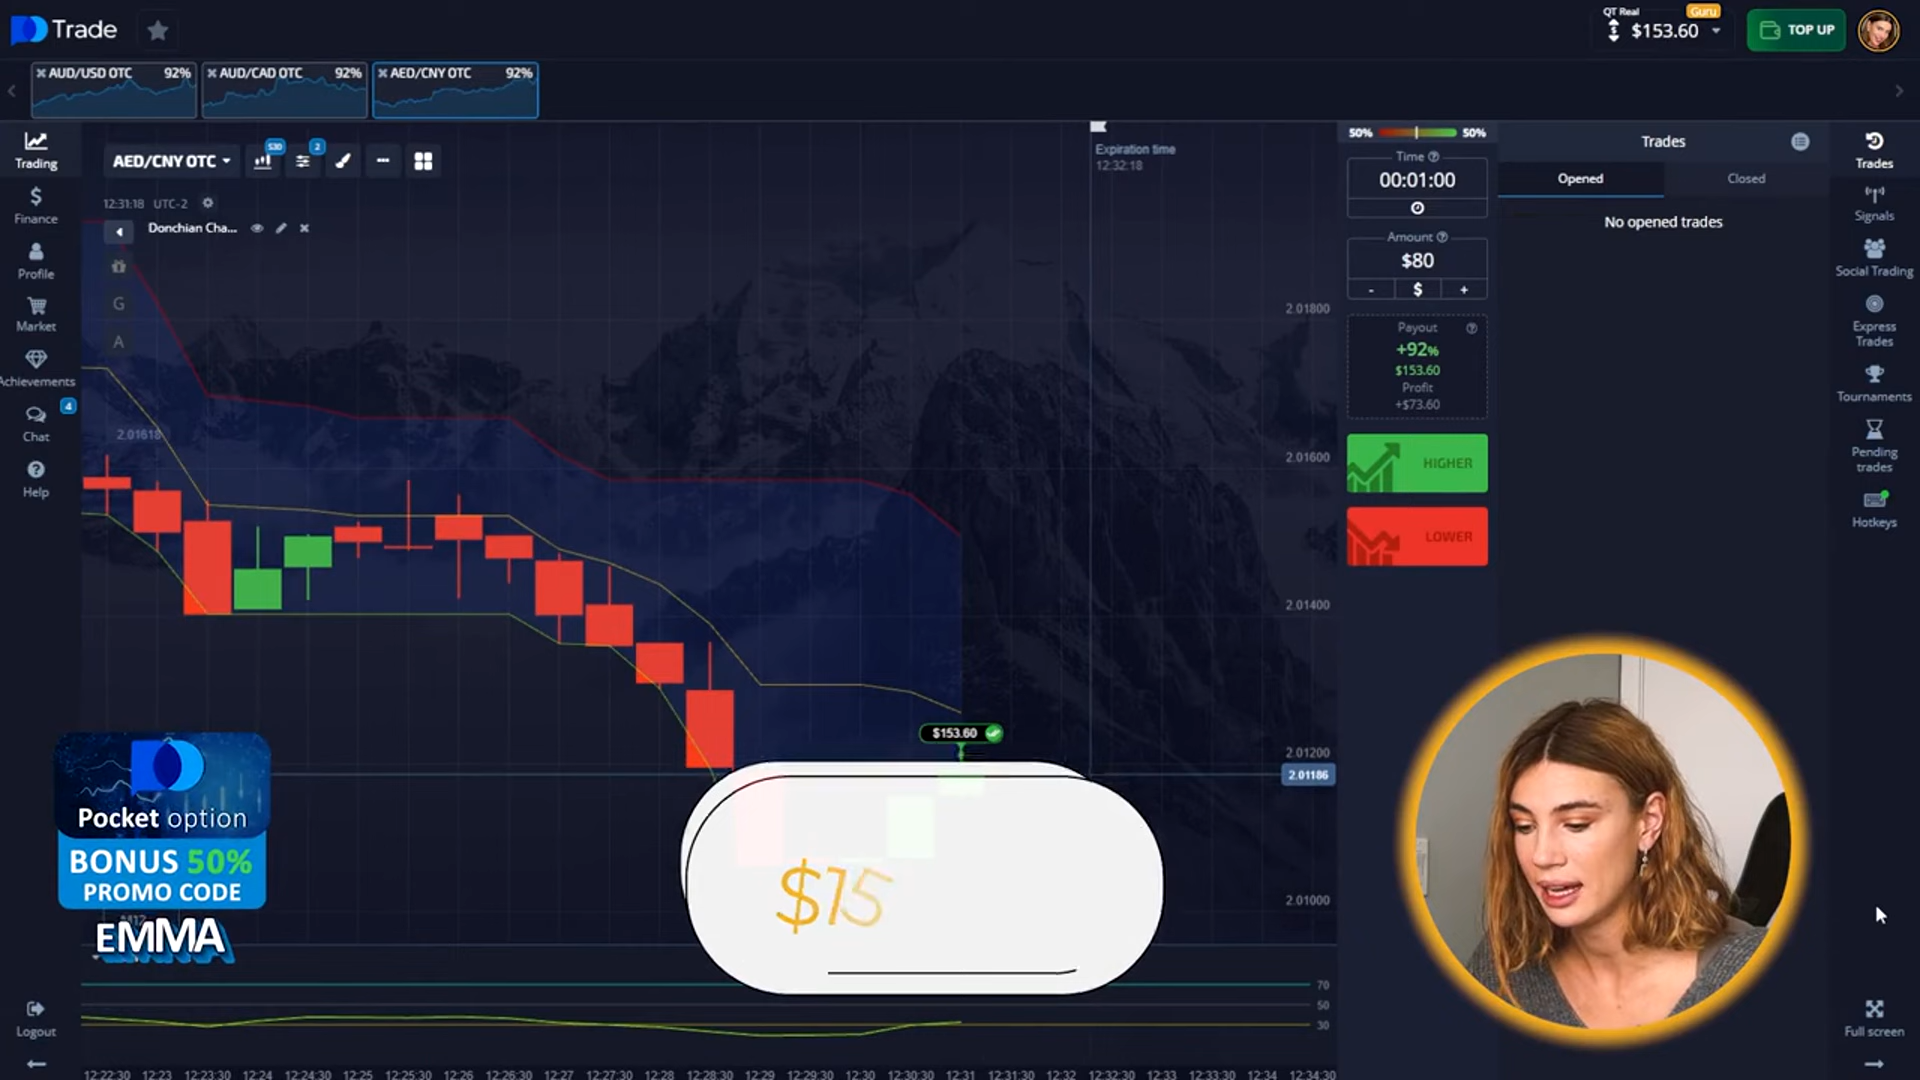 Trade
QT Real
Guru
$153.60
TOP UP
AUD/USD OTC 92%
AUD/CAD OTC 92%
AED/CNY OTC 92%
Trading
Finance
Profile
Market
Achievements
4
Chat
Help
Logout
AED/CNY OTC
S30
2
12:31:18 UTC-2
Donchian Cha...
G
A
2.01618
Expiration time
12:32:18
2.01800
2.01600
2.01400
2.01200
2.01186
2.01000
$153.60
70
50
30
12:22:30 12:23 12:23:30 12:24 12:24:30 12:25 12:25:30 12:26 12:26:30 12:27 12:27:30 12:28 12:28:30 12:29 12:29:30 12:30 12:30:30 12:31 12:31:30 12:32 12:32:30 12:33 12:33:30 12:34 12:34:30
50% 50%
Time
00:01:00
Amount
$80
- $ +
Payout
+92%
$153.60
Profit
+$73.60
HIGHER
LOWER
Trades
Opened
Closed
No opened trades
Trades
Signals
Social Trading
Express
Trades
Tournaments
Pending
trades
Hotkeys
Full screen
Pocket option
BONUS 50%
PROMO CODE
EMMA
$15